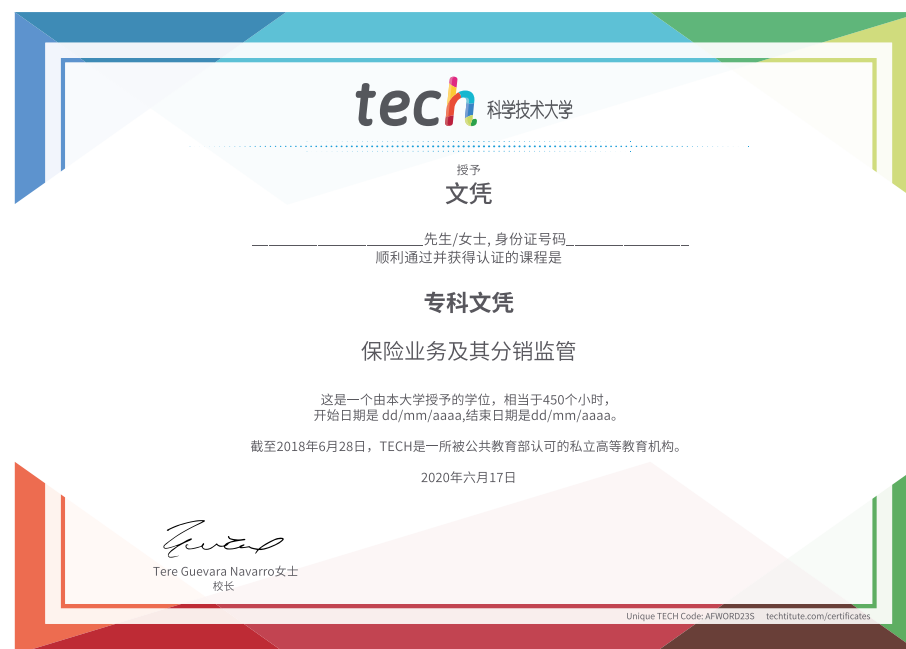 tech 科学技术大学
授予
文凭
____________________先生/女士, 身份证号码______________
顺利通过并获得认证的课程是
专科文凭
保险业务及其分销监管
这是一个由本大学授予的学位，相当于450个小时，
开始日期是 dd/mm/aaaa,结束日期是dd/mm/aaaa。
截至2018年6月28日，TECH是一所被公共教育部认可的私立高等教育机构。
2020年六月17日
Tere Guevara Navarro女士
校长
Unique TECH Code: AFWORD23S techtitute.com/certificates